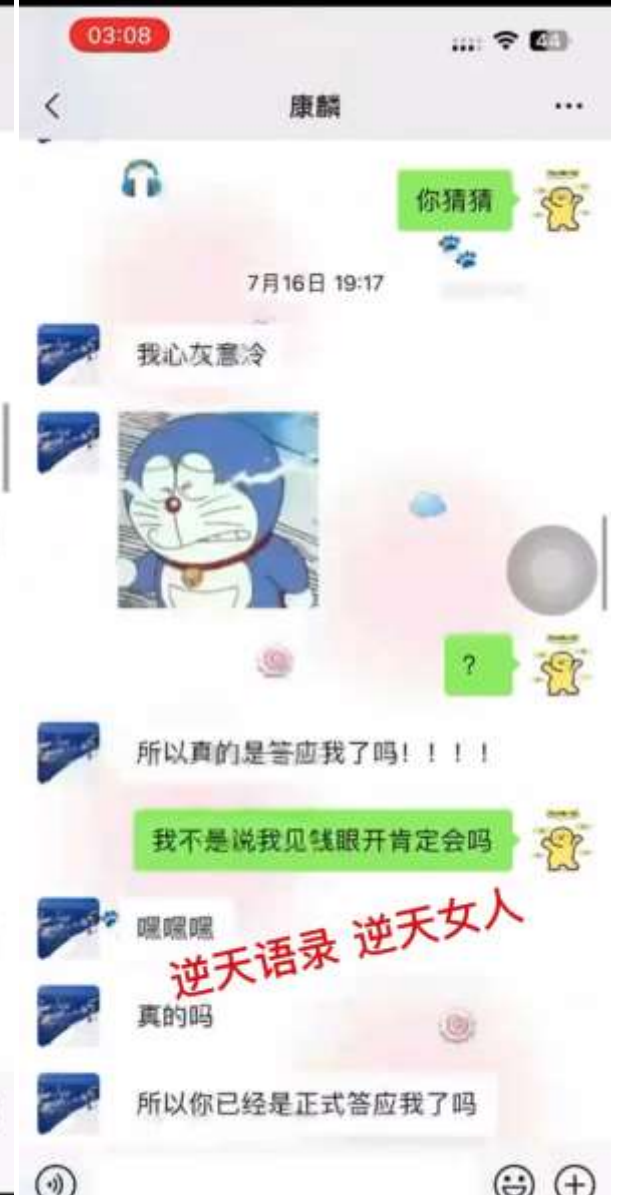 03:08
44
康麟
你猜猜
7月16日 19:17
我心灰意冷
?
所以真的是答应我了吗！！！！
我不是说我见钱眼开肯定会吗
嘿嘿嘿
逆天语录 逆天女人
真的吗
所以你已经是正式答应我了吗